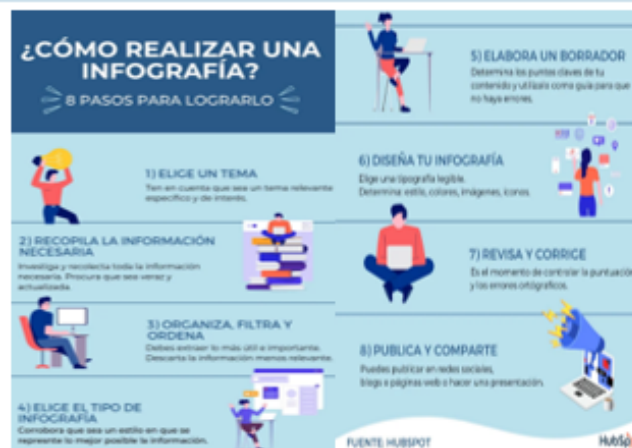 ¿CÓMO REALIZAR UNA
INFOGRAFÍA?
8 PASOS PARA LOGRARLO
1) ELIGE UN TEMA
Ten en cuenta que sea un tema relevante
específico y de interés.
2) RECOPILA LA INFORMACIÓN
NECESARIA
Investiga y recolecta toda la información
necesaria. Procura que sea veraz y
actualizada.
3) ORGANIZA, FILTRA Y
ORDENA
Debes extraer lo más útil e importante.
Descarta la información menos relevante.
4) ELIGE EL TIPO DE
INFOGRAFÍA
Corrobora que sea un estilo en que se
represente lo mejor posible la información.
5) ELABORA UN BORRADOR
Determina los puntos claves de tu
contenido y utilízalo como guía para que
no haya errores.
6) DISEÑA TU INFOGRAFÍA
Elige una tipografía legible.
Determina: estilo, colores, imágenes, íconos.
7) REVISA Y CORRIGE
Es el momento de controlar la puntuación
y los errores ortográficos.
8) PUBLICA Y COMPARTE
Puedes publicar en redes sociales,
blogs o páginas web o hacer una presentación.
FUENTE: HUBSPOT
HubSp